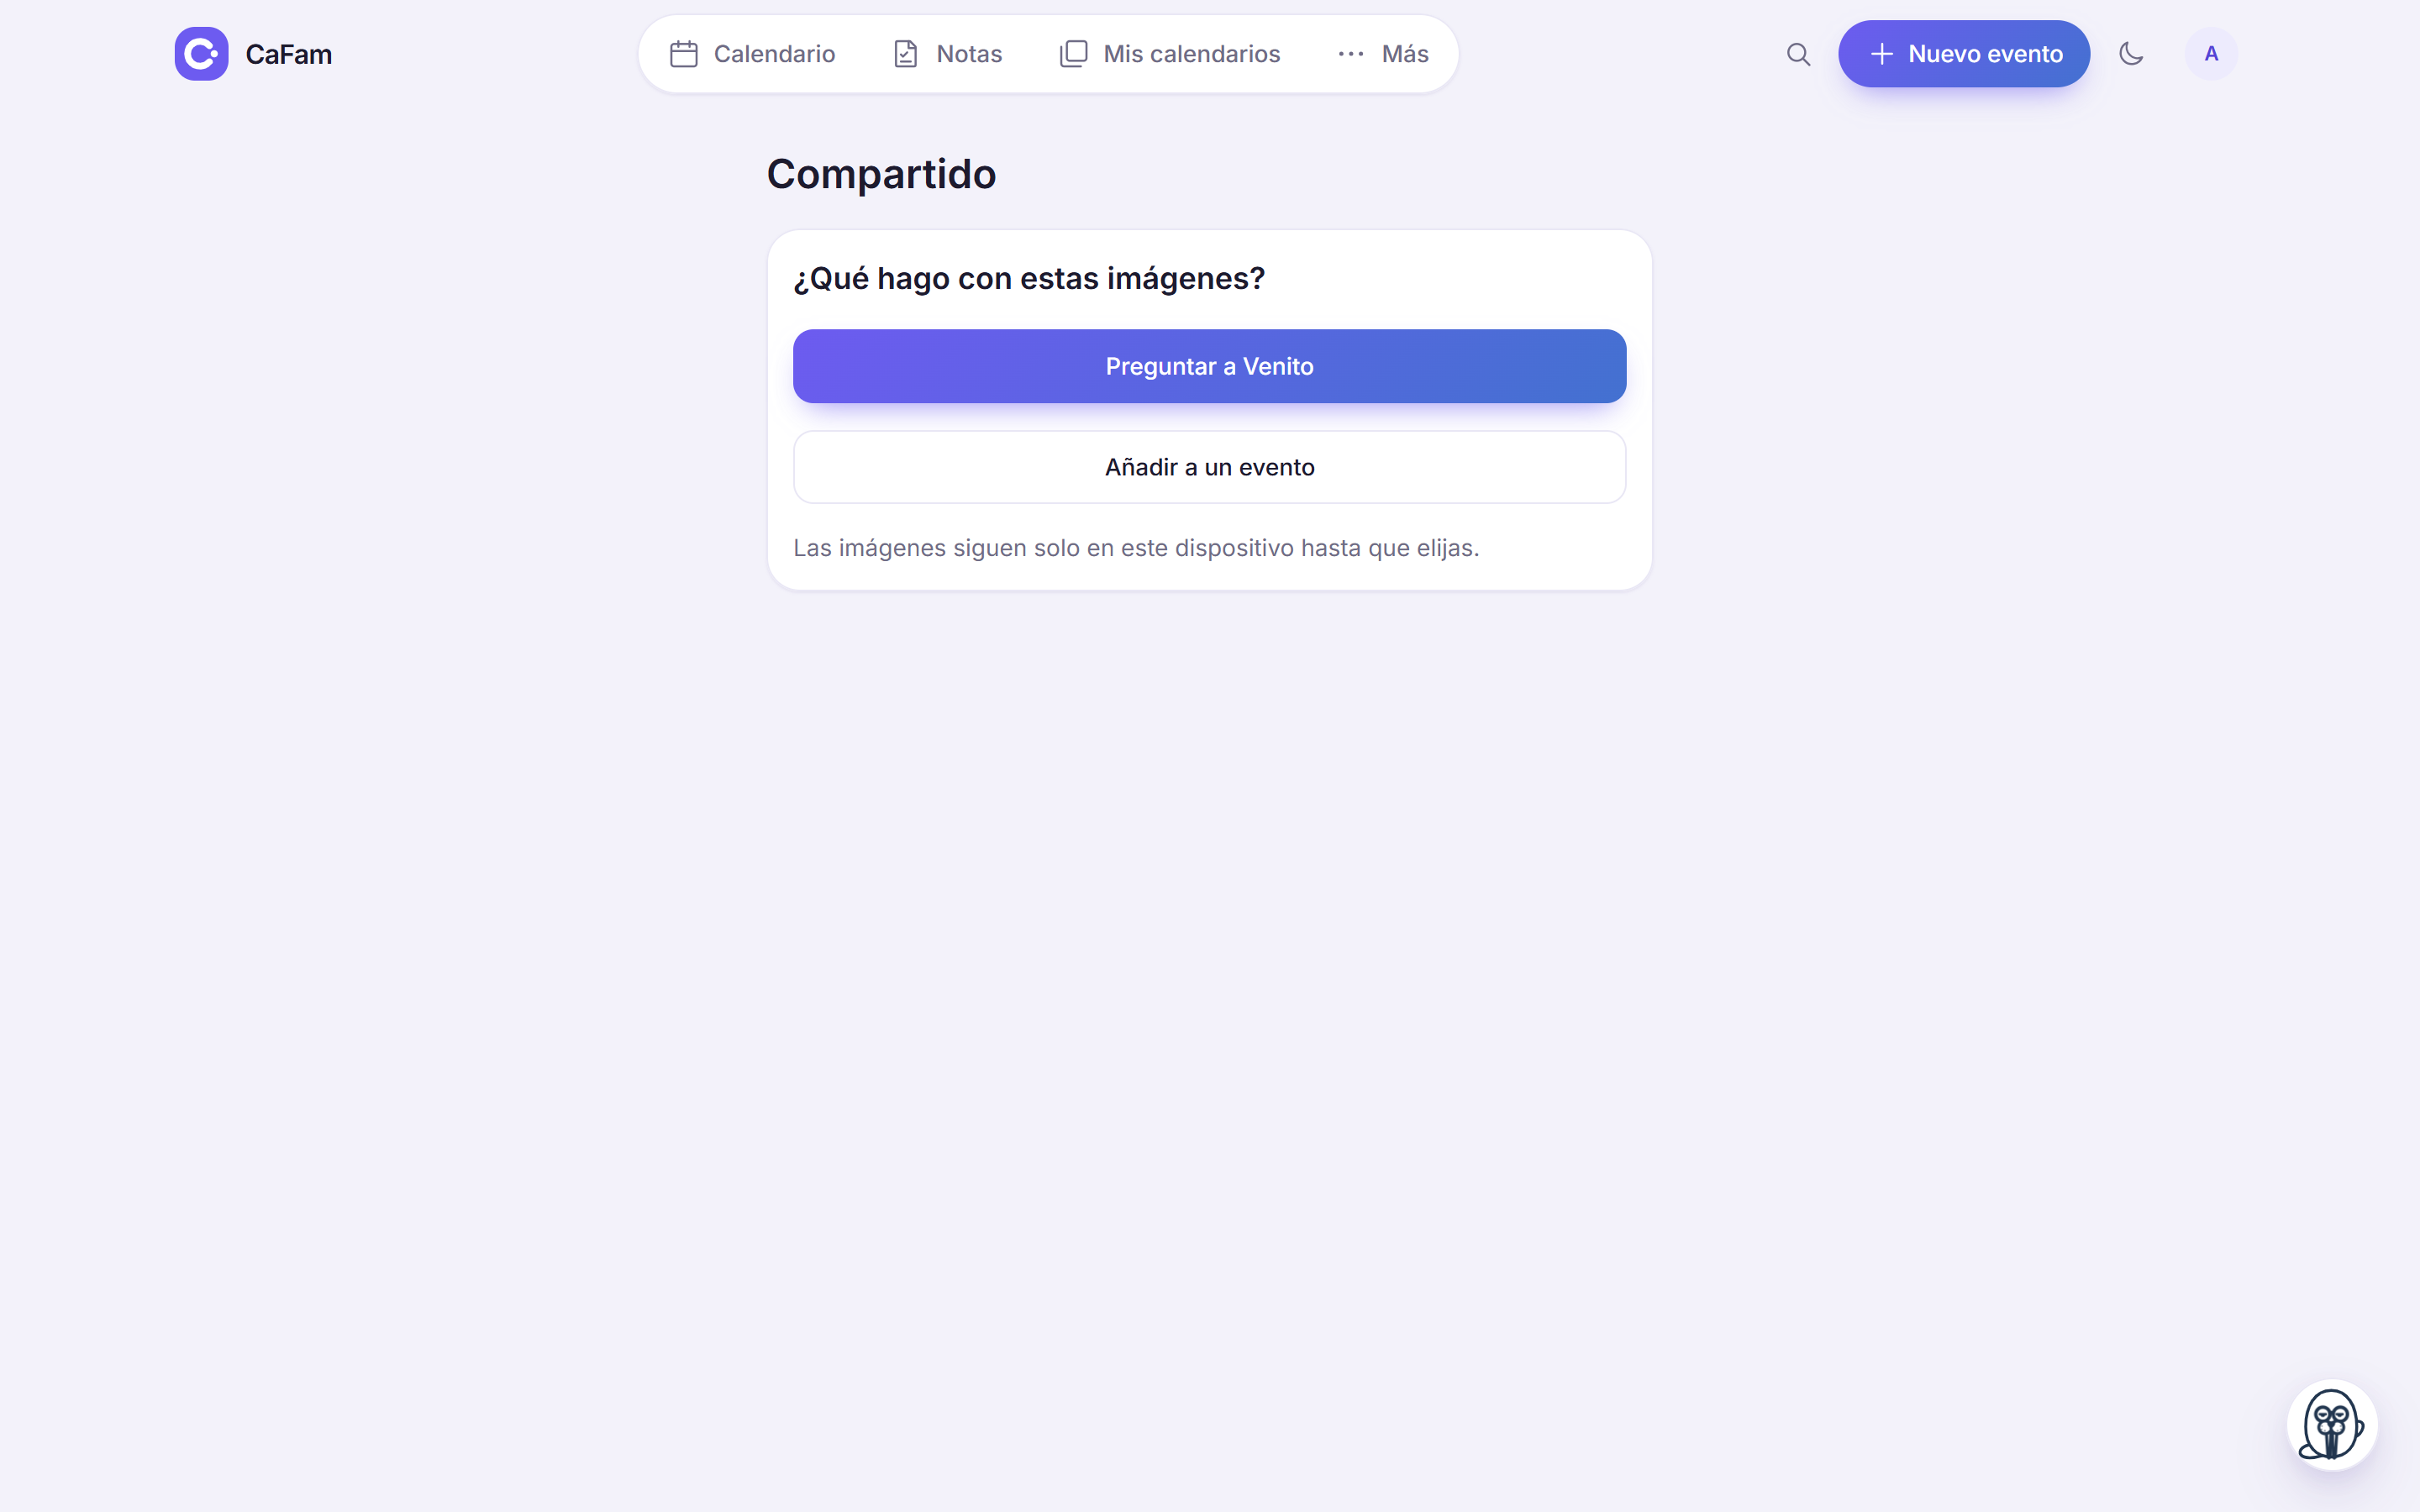 CaFam
Calendario
Notas
Mis calendarios
Más
Nuevo evento
A
Compartido
¿Qué hago con estas imágenes?
Preguntar a Venito
Añadir a un evento
Las imágenes siguen solo en este dispositivo hasta que elijas.